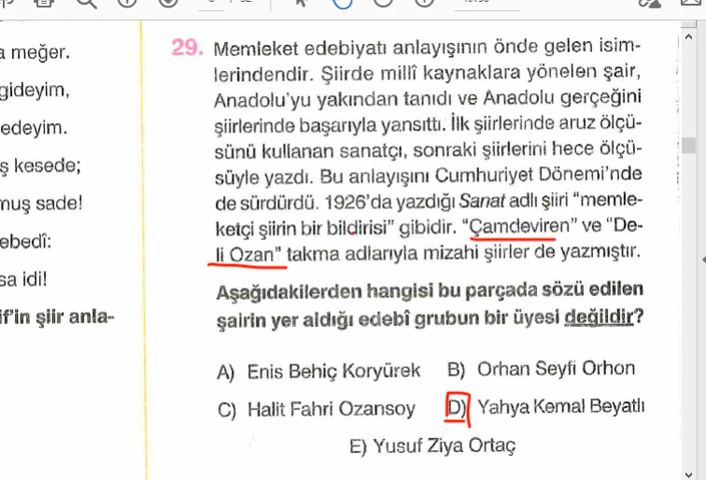 a meğer.
gideyim,
edeyim.
ş kesede;
muş sade!
ebedî:
sa idi!
if'in şiir anla-
29. Memleket edebiyatı anlayışının önde gelen isim-
lerindendir. Şiirde millî kaynaklara yönelen şair,
Anadolu'yu yakından tanıdı ve Anadolu gerçeğini
şiirlerinde başarıyla yansıttı. İlk şiirlerinde aruz ölçü-
sünü kullanan sanatçı, sonraki şiirlerini hece ölçü-
süyle yazdı. Bu anlayışını Cumhuriyet Dönemi'nde
de sürdürdü. 1926'da yazdığı Sanat adlı şiiri "memle-
ketçi şiirin bir bildirisi" gibidir. "Çamdeviren" ve "De-
li Ozan" takma adlarıyla mizahi şiirler de yazmıştır.
Aşağıdakilerden hangisi bu parçada sözü edilen
şairin yer aldığı edebî grubun bir üyesi değildir?
A) Enis Behiç Koryürek B) Orhan Seyfi Orhon
C) Halit Fahri Ozansoy D) Yahya Kemal Beyatlı
E) Yusuf Ziya Ortaç